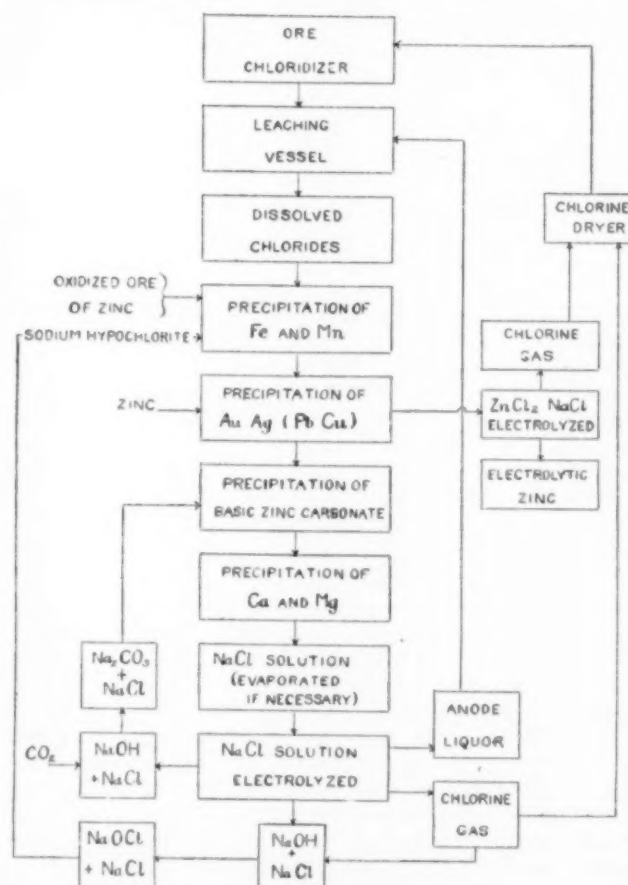 ORE
CHLORIDIZER
LEACHING
VESSEL
DISSOLVED
CHLORIDES
CHLORINE
DRYER
OXIDIZED ORE
OF ZINC
PRECIPITATION OF
Fe AND Mn
SODIUM HYPOCHLORITE
CHLORINE
GAS
ZINC
PRECIPITATION OF
Au Ag (Pb Cu)
ZnCl2 NaCl
ELECTROLYZED
PRECIPITATION OF
BASIC ZINC CARBONATE
ELECTROLYTIC
ZINC
PRECIPITATION OF
Ca AND Mg
Na2CO3
+
NaCl
NaCl SOLUTION
(EVAPORATED
IF NECESSARY)
ANODE
LIQUOR
CO2
NaOH
+NaCl
NaCl SOLUTION
ELECTROLYZED
CHLORINE
GAS
NaOCl
+ NaCl
NaOH
+
NaCl